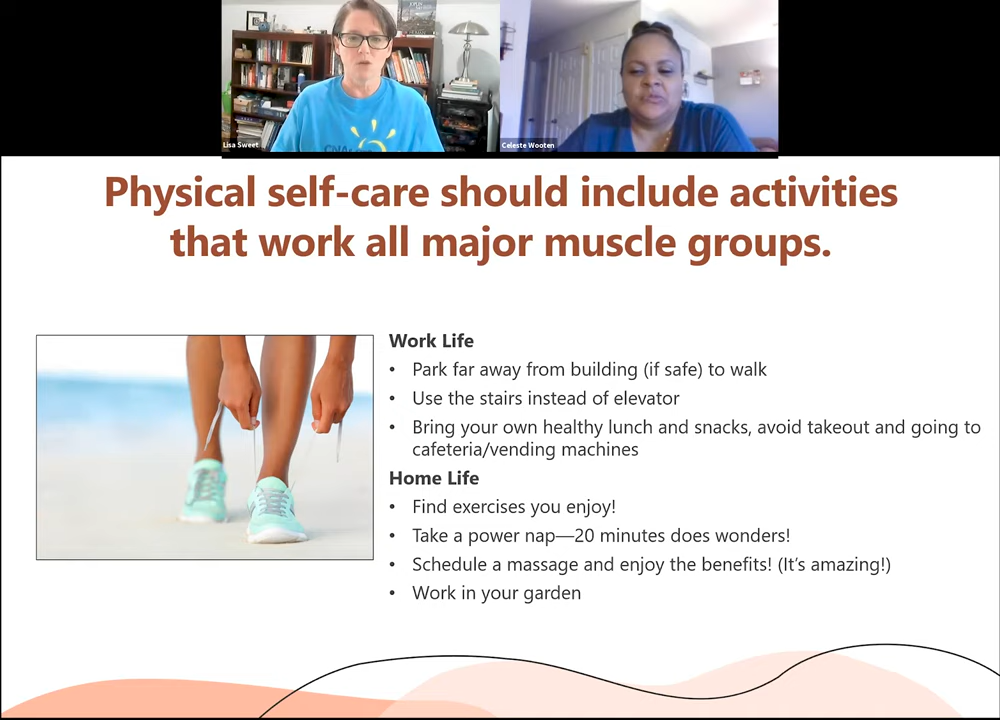 Lisa Sweet
Celeste Wooten
Physical self-care should include activities
that work all major muscle groups.
Work Life
• Park far away from building (if safe) to walk
• Use the stairs instead of elevator
• Bring your own healthy lunch and snacks, avoid takeout and going to
cafeteria/vending machines
Home Life
• Find exercises you enjoy!
• Take a power nap—20 minutes does wonders!
• Schedule a massage and enjoy the benefits! (It's amazing!)
• Work in your garden